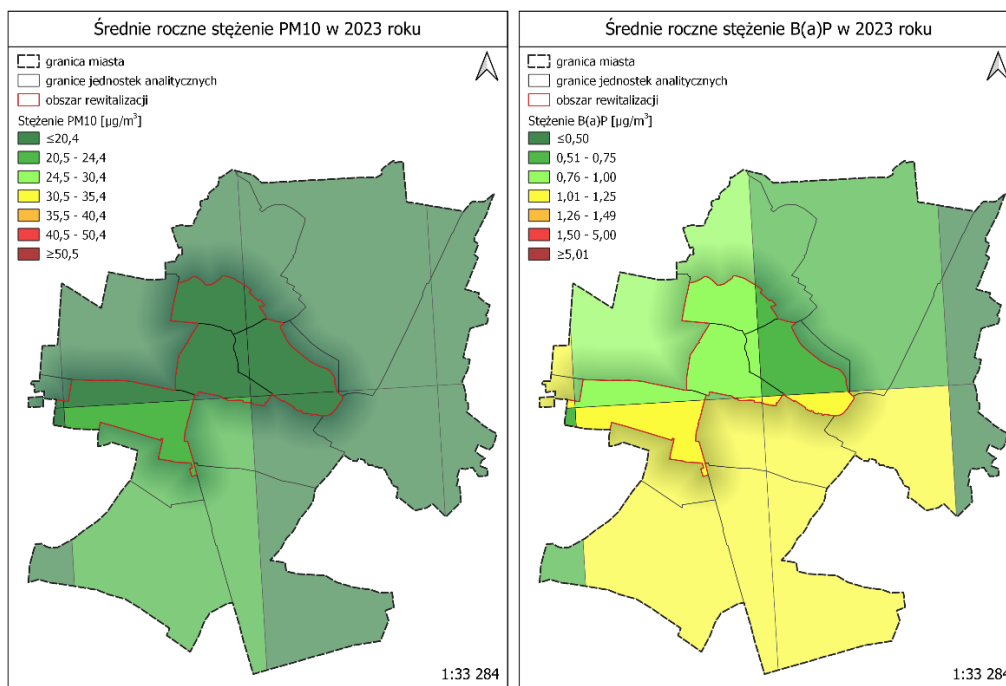 Średnie roczne stężenie PM10 w 2023 roku
granica miasta
granice jednostek analitycznych
obszar rewitalizacji
Stężenie PM10 [µg/m³]
≤20,4
20,5 - 24,4
24,5 - 30,4
30,5 - 35,4
35,5 - 40,4
40,5 - 50,4
≥50,5
1:33 284
Średnie roczne stężenie B(a)P w 2023 roku
granica miasta
granice jednostek analitycznych
obszar rewitalizacji
Stężenie B(a)P [µg/m³]
≤0,50
0,51 - 0,75
0,76 - 1,00
1,01 - 1,25
1,26 - 1,49
1,50 - 5,00
≥5,01
1:33 284